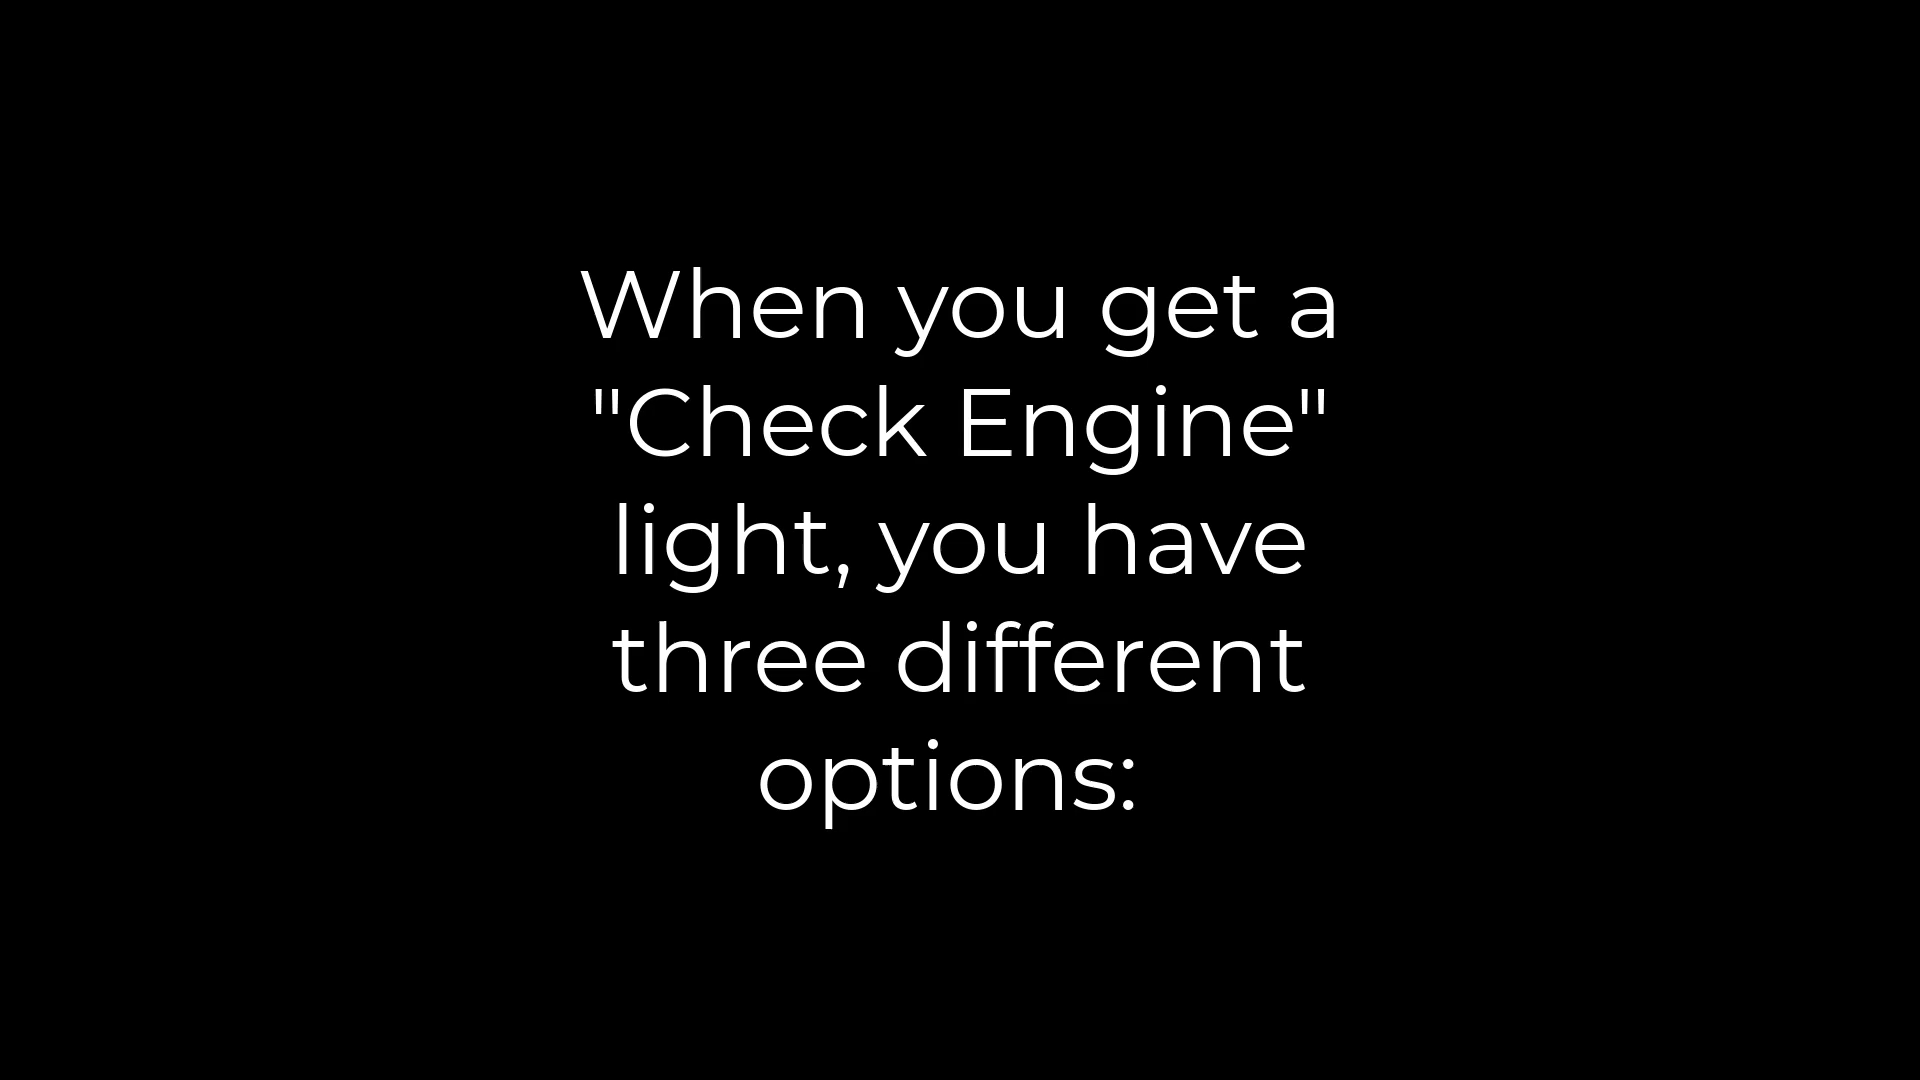 When you get a
"Check Engine"
light, you have
three different
options: